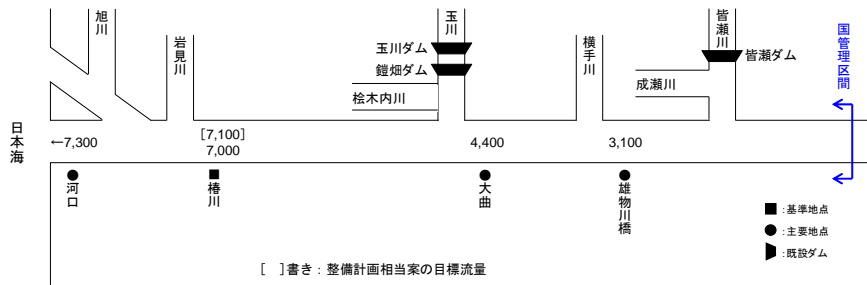 旭川
岩見川
玉川
玉川ダム
鎧畑ダム
桧木内川
横手川
皆瀬川
皆瀬ダム
成瀬川
国管理区間
日本海
←7,300
[7,100]
7,000
4,400
3,100
河口
椿川
大曲
雄物川橋
■:基準地点
●:主要地点
:既設ダム
[ ]書き：整備計画相当案の目標流量